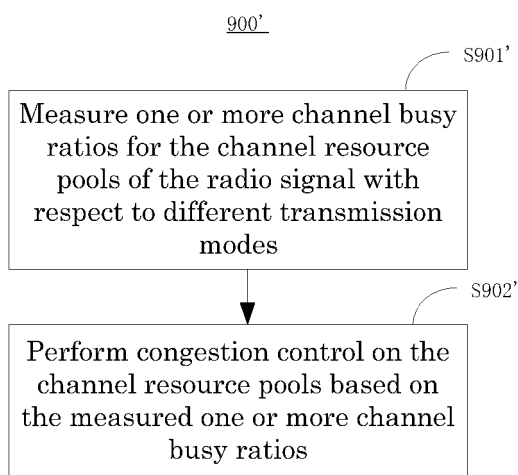 900'
S901'
Measure one or more channel busy
ratios for the channel resource
pools of the radio signal with
respect to different transmission
modes
S902'
Perform congestion control on the
channel resource pools based on
the measured one or more channel
busy ratios